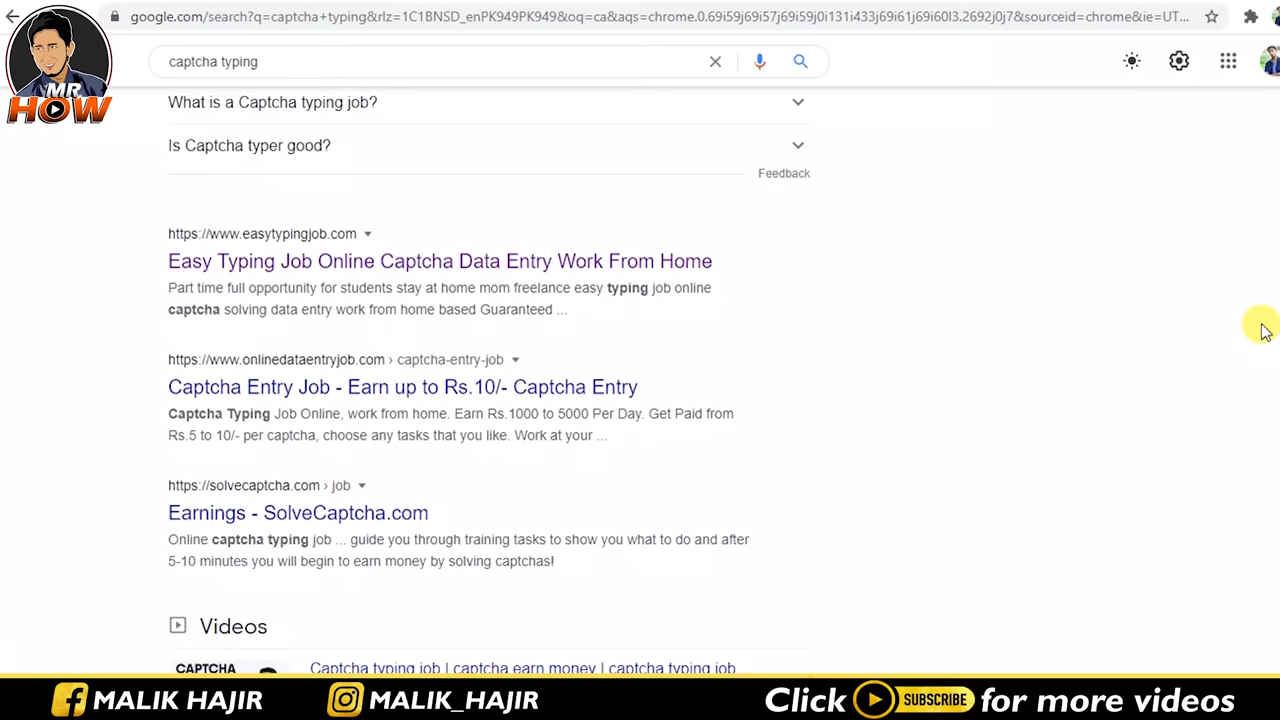 google.com/search?q=captcha+typing&rlz=1C1BNSD_enPK949PK949&oq=ca&aqs=chrome.0.69i59j69i57j69i59j0i131i433j69i61j69i60l3.2692j0j7&sourceid=chrome&ie=UT...
MR
HOW
captcha typing
What is a Captcha typing job?
Is Captcha typer good?
Feedback
https://www.easytypingjob.com
Easy Typing Job Online Captcha Data Entry Work From Home
Part time full opportunity for students stay at home mom freelance easy typing job online
captcha solving data entry work from home based Guaranteed ...
https://www.onlinedataentryjob.com › captcha-entry-job
Captcha Entry Job - Earn up to Rs.10/- Captcha Entry
Captcha Typing Job Online, work from home. Earn Rs.1000 to 5000 Per Day. Get Paid from
Rs.5 to 10/- per captcha, choose any tasks that you like. Work at your ...
https://solvecaptcha.com › job
Earnings - SolveCaptcha.com
Online captcha typing job ... guide you through training tasks to show you what to do and after
5-10 minutes you will begin to earn money by solving captchas!
Videos
CAPTCHA
Captcha typing job | captcha earn money | captcha typing job
MALIK HAJIR
MALIK_HAJIR
Click SUBSCRIBE for more videos